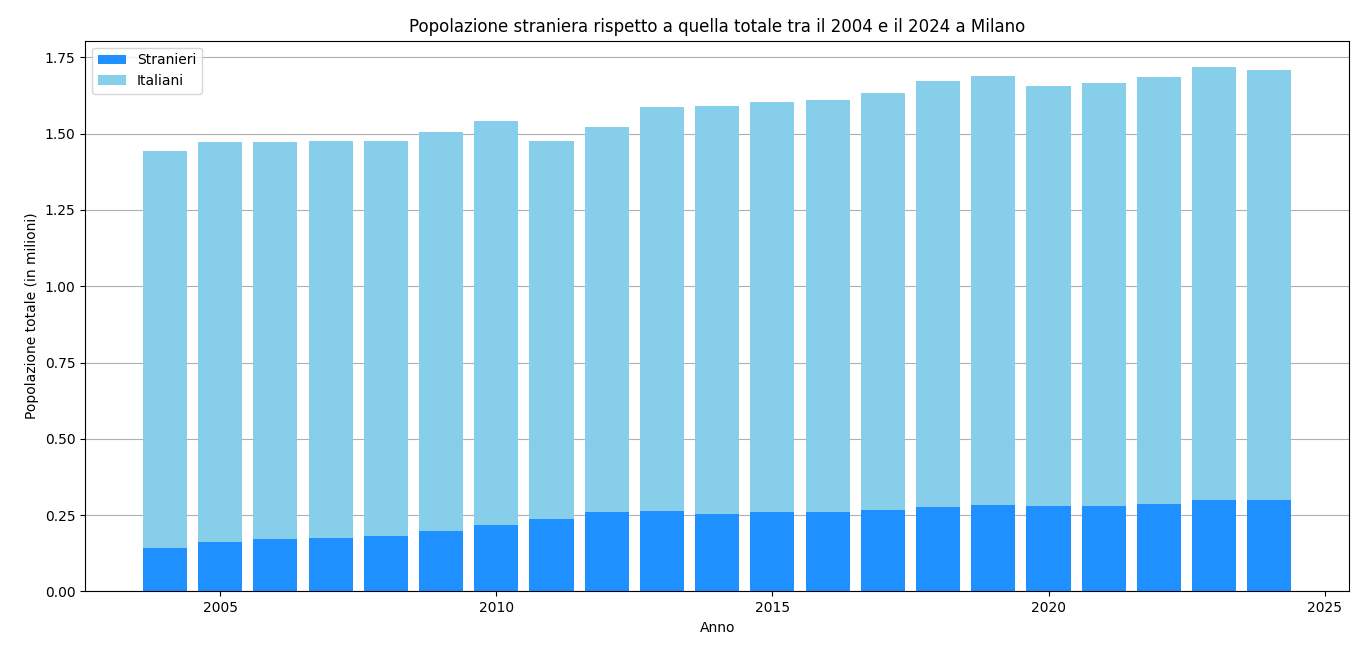 Popolazione straniera rispetto a quella totale tra il 2004 e il 2024 a Milano
Stranieri
Italiani
Popolazione totale (in milioni)
1.75
1.50
1.25
1.00
0.75
0.50
0.25
0.00
2005 2010 2015 2020 2025
Anno